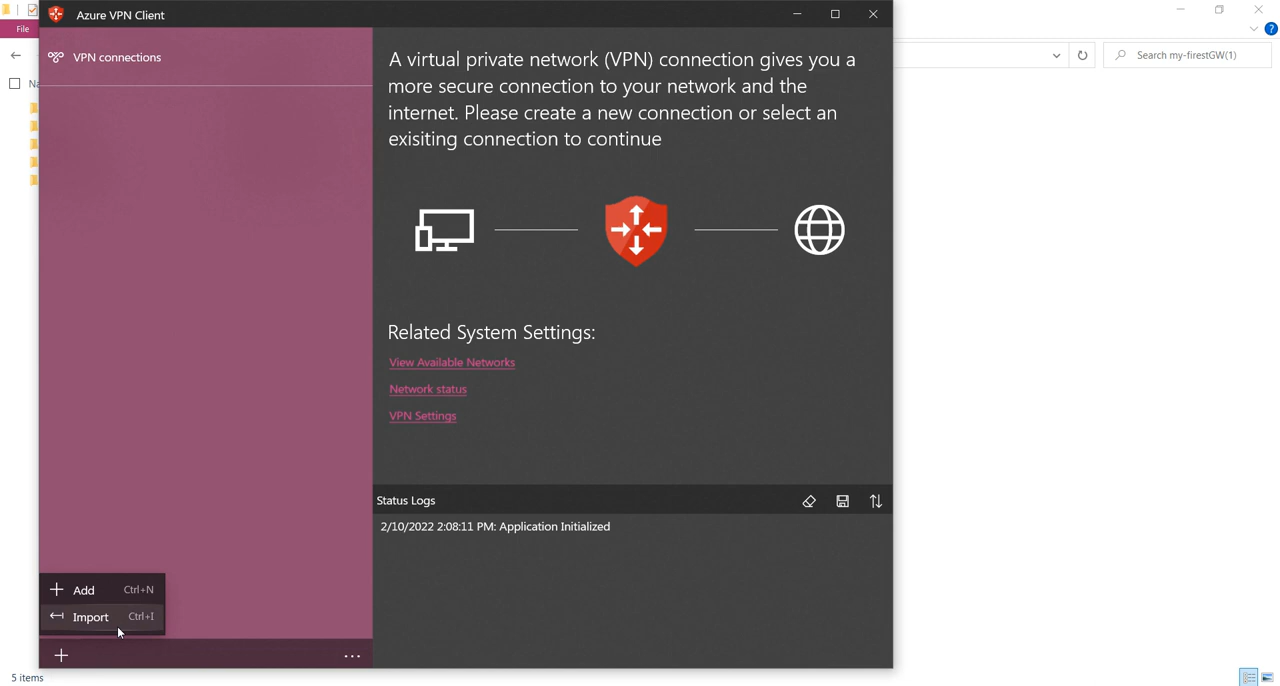 Azure VPN Client
File
VPN connections
Na
A virtual private network (VPN) connection gives you a
more secure connection to your network and the
internet. Please create a new connection or select an
exisiting connection to continue
Search my-firestGW(1)
?
Related System Settings:
View Available Networks
Network status
VPN Settings
Status Logs
2/10/2022 2:08:11 PM: Application Initialized
Add Ctrl+N
Import Ctrl+I
5 items